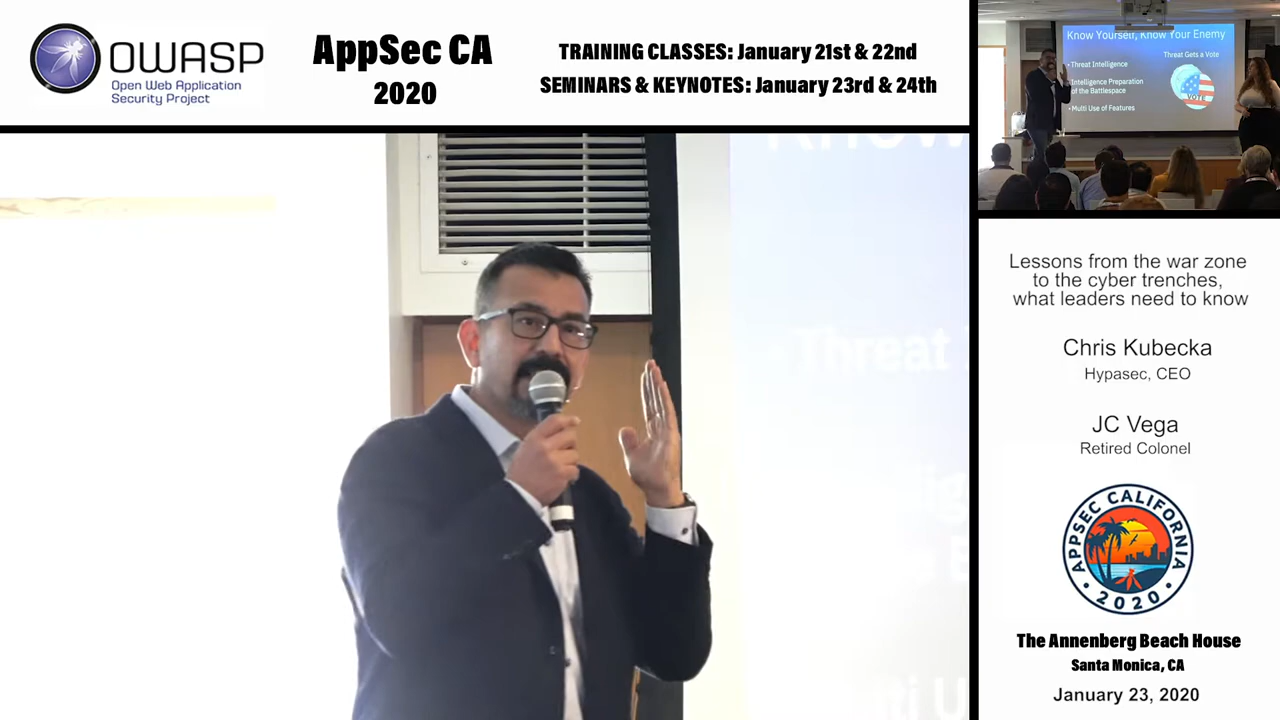 OWASP
Open Web Application
Security Project
AppSec CA
2020
TRAINING CLASSES: January 21st & 22nd
SEMINARS & KEYNOTES: January 23rd & 24th
Know Yourself, Know Your Enemy
Threat Gets a Vote
• Threat Intelligence
Intelligence Preparation
of the Battlespace
• Multi Use of Features
VOTE
Threat
Lessons from the war zone
to the cyber trenches,
what leaders need to know
Chris Kubecka
Hypasec, CEO
JC Vega
Retired Colonel
APPSEC CALIFORNIA
• 2020 •
The Annenberg Beach House
Santa Monica, CA
January 23, 2020